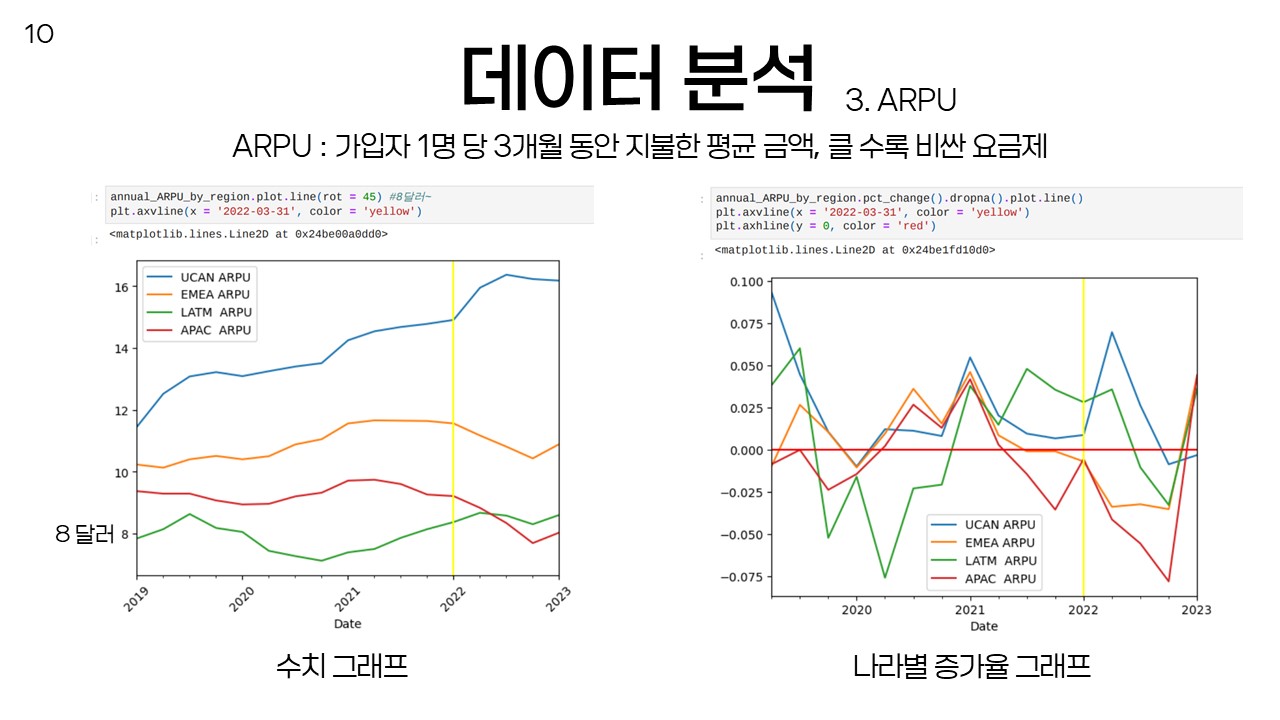 10
데이터 분석 3. ARPU
ARPU : 가입자 1명 당 3개월 동안 지불한 평균 금액, 클 수록 비싼 요금제
: annual_ARPU_by_region.plot.line(rot = 45) #8달러~
plt.axvline(x = '2022-03-31', color = 'yellow')
: <matplotlib.lines.Line2D at 0x24be00a0dd0>
UCAN ARPU
EMEA ARPU
LATM  ARPU
APAC  ARPU
16
14
12
10
8 달러 8
2019 2020 2021 2022 2023
Date
수치 그래프
: annual_ARPU_by_region.pct_change().dropna().plot.line()
plt.axvline(x = '2022-03-31', color = 'yellow')
plt.axhline(y = 0, color = 'red')
: <matplotlib.lines.Line2D at 0x24be1fd10d0>
0.100
0.075
0.050
0.025
0.000
−0.025
−0.050
−0.075
UCAN ARPU
EMEA ARPU
LATM  ARPU
APAC  ARPU
2020 2021 2022 2023
Date
나라별 증가율 그래프